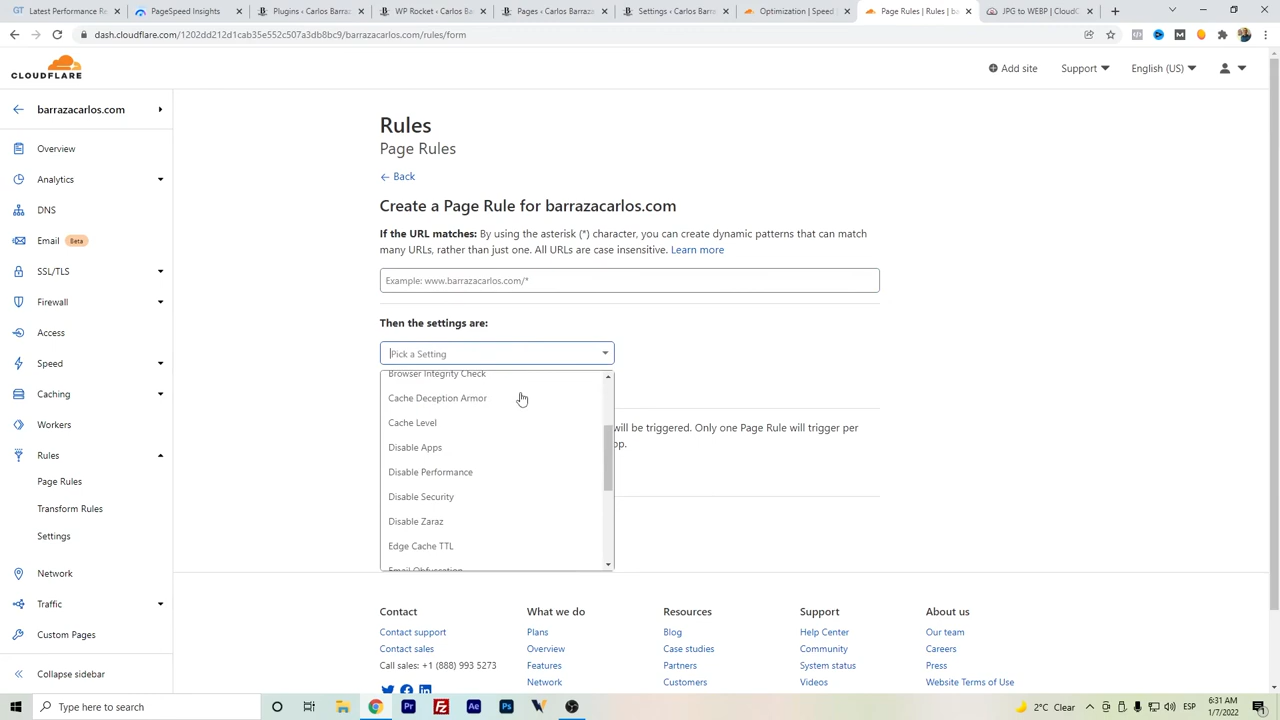 Latest Performance Re
PageSpeed Insights
Plugins ‹ Carlos Barraz
WP Rocket ‹ Carlos Ba
Pages ‹ Carlos Barraza
Settings ‹ Carlos Barra
Optimization | Speed
Page Rules | Rules | ba
JPG to WEBP | CloudC
dash.cloudflare.com/1202dd212d1cab35e552c507a3db8bc9/barrazacarlos.com/rules/form
CLOUDFLARE
Add site
Support
English (US)
barrazacarlos.com
Overview
Analytics
DNS
Email Beta
SSL/TLS
Firewall
Access
Speed
Caching
Workers
Rules
Page Rules
Transform Rules
Settings
Network
Traffic
Custom Pages
Collapse sidebar
Rules
Page Rules
← Back
Create a Page Rule for barrazacarlos.com
If the URL matches: By using the asterisk (*) character, you can create dynamic patterns that can match
many URLs, rather than just one. All URLs are case insensitive. Learn more
Example: www.barrazacarlos.com/*
Then the settings are:
Pick a Setting
Browser Integrity Check
Cache Deception Armor
Cache Level
Disable Apps
Disable Performance
Disable Security
Disable Zaraz
Edge Cache TTL
Email Obfuscation
will be triggered. Only one Page Rule will trigger per
op.
Contact
Contact support
Contact sales
Call sales: +1 (888) 993 5273
What we do
Plans
Overview
Features
Network
Resources
Blog
Case studies
Partners
Customers
Support
Help Center
Community
System status
Videos
About us
Our team
Careers
Press
Website Terms of Use
Type here to search
2°C Clear
ESP
6:31 AM
1/7/2022